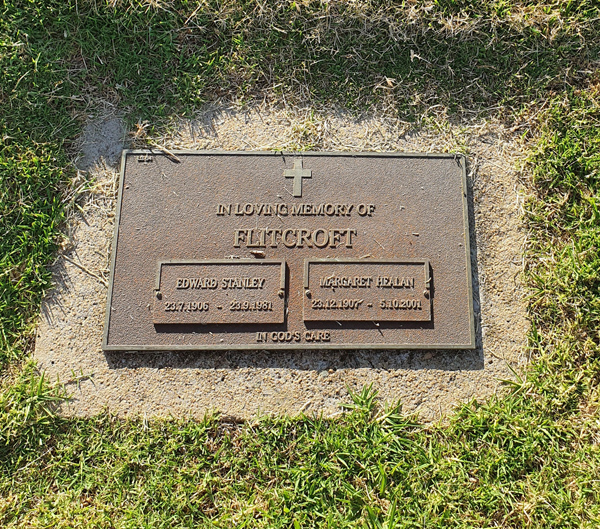 IN LOVING MEMORY OF
FLITCROFT
EDWARD STANLEY
23.7.1906 - 23.9.1981
MARGARET HEALAN
23.12.1907 - 5.10.2001
IN GOD'S CARE